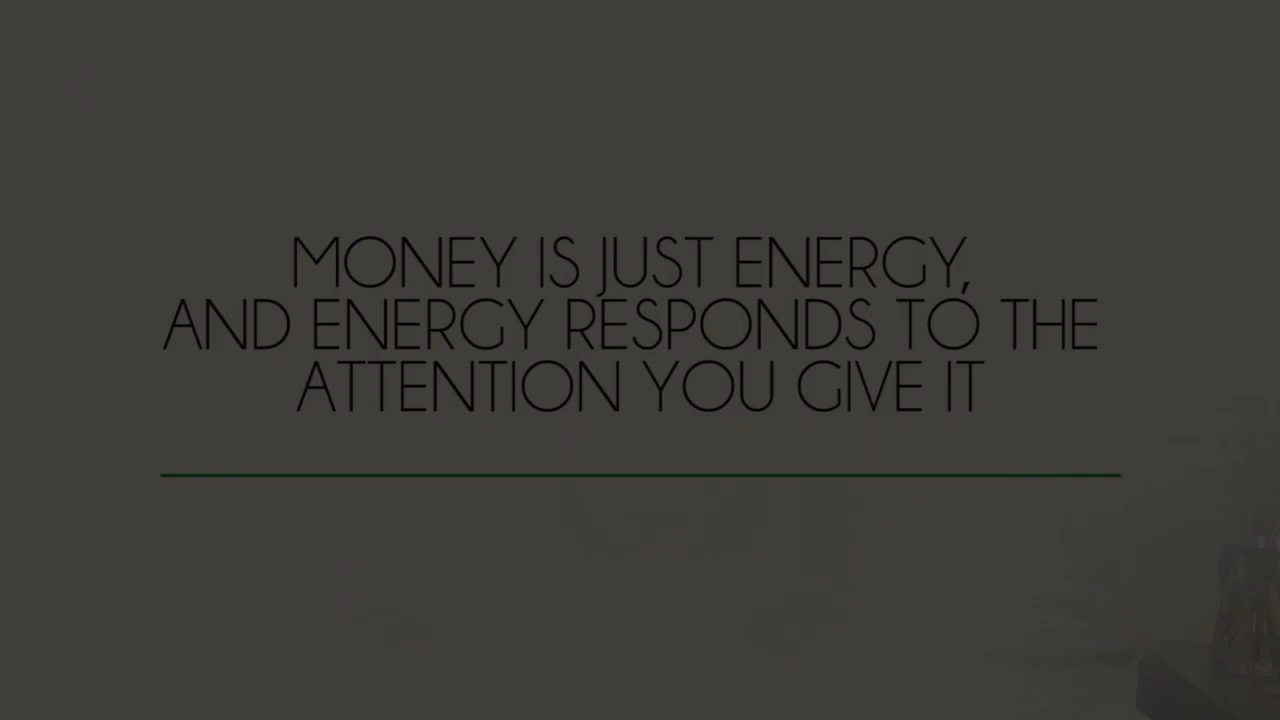 MONEY IS JUST ENERGY,
AND ENERGY RESPONDS TO THE
ATTENTION YOU GIVE IT